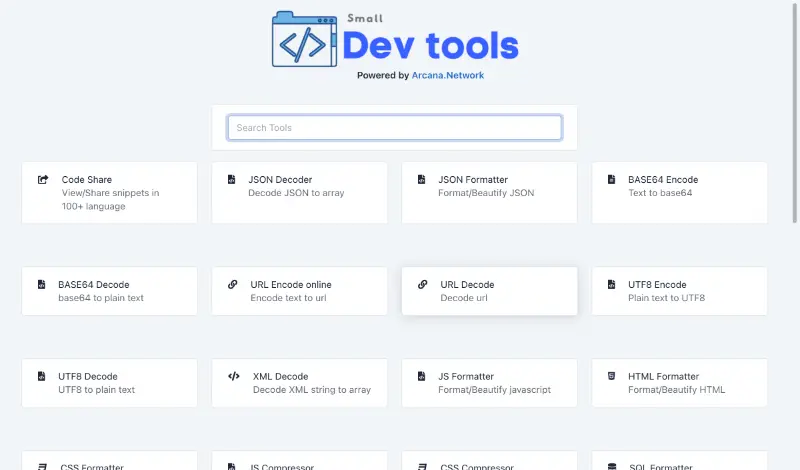 Small
Dev tools
Powered by Arcana.Network
Search Tools
Code Share
View/Share snippets in
100+ language
JSON Decoder
Decode JSON to array
JSON Formatter
Format/Beautify JSON
BASE64 Encode
Text to base64
BASE64 Decode
base64 to plain text
URL Encode online
Encode text to url
URL Decode
Decode url
UTF8 Encode
Plain text to UTF8
UTF8 Decode
UTF8 to plain text
XML Decode
Decode XML string to array
JS Formatter
Format/Beautify javascript
HTML Formatter
Format/Beautify HTML
CSS Formatter
JS Compressor
CSS Compressor
SQL Formatter